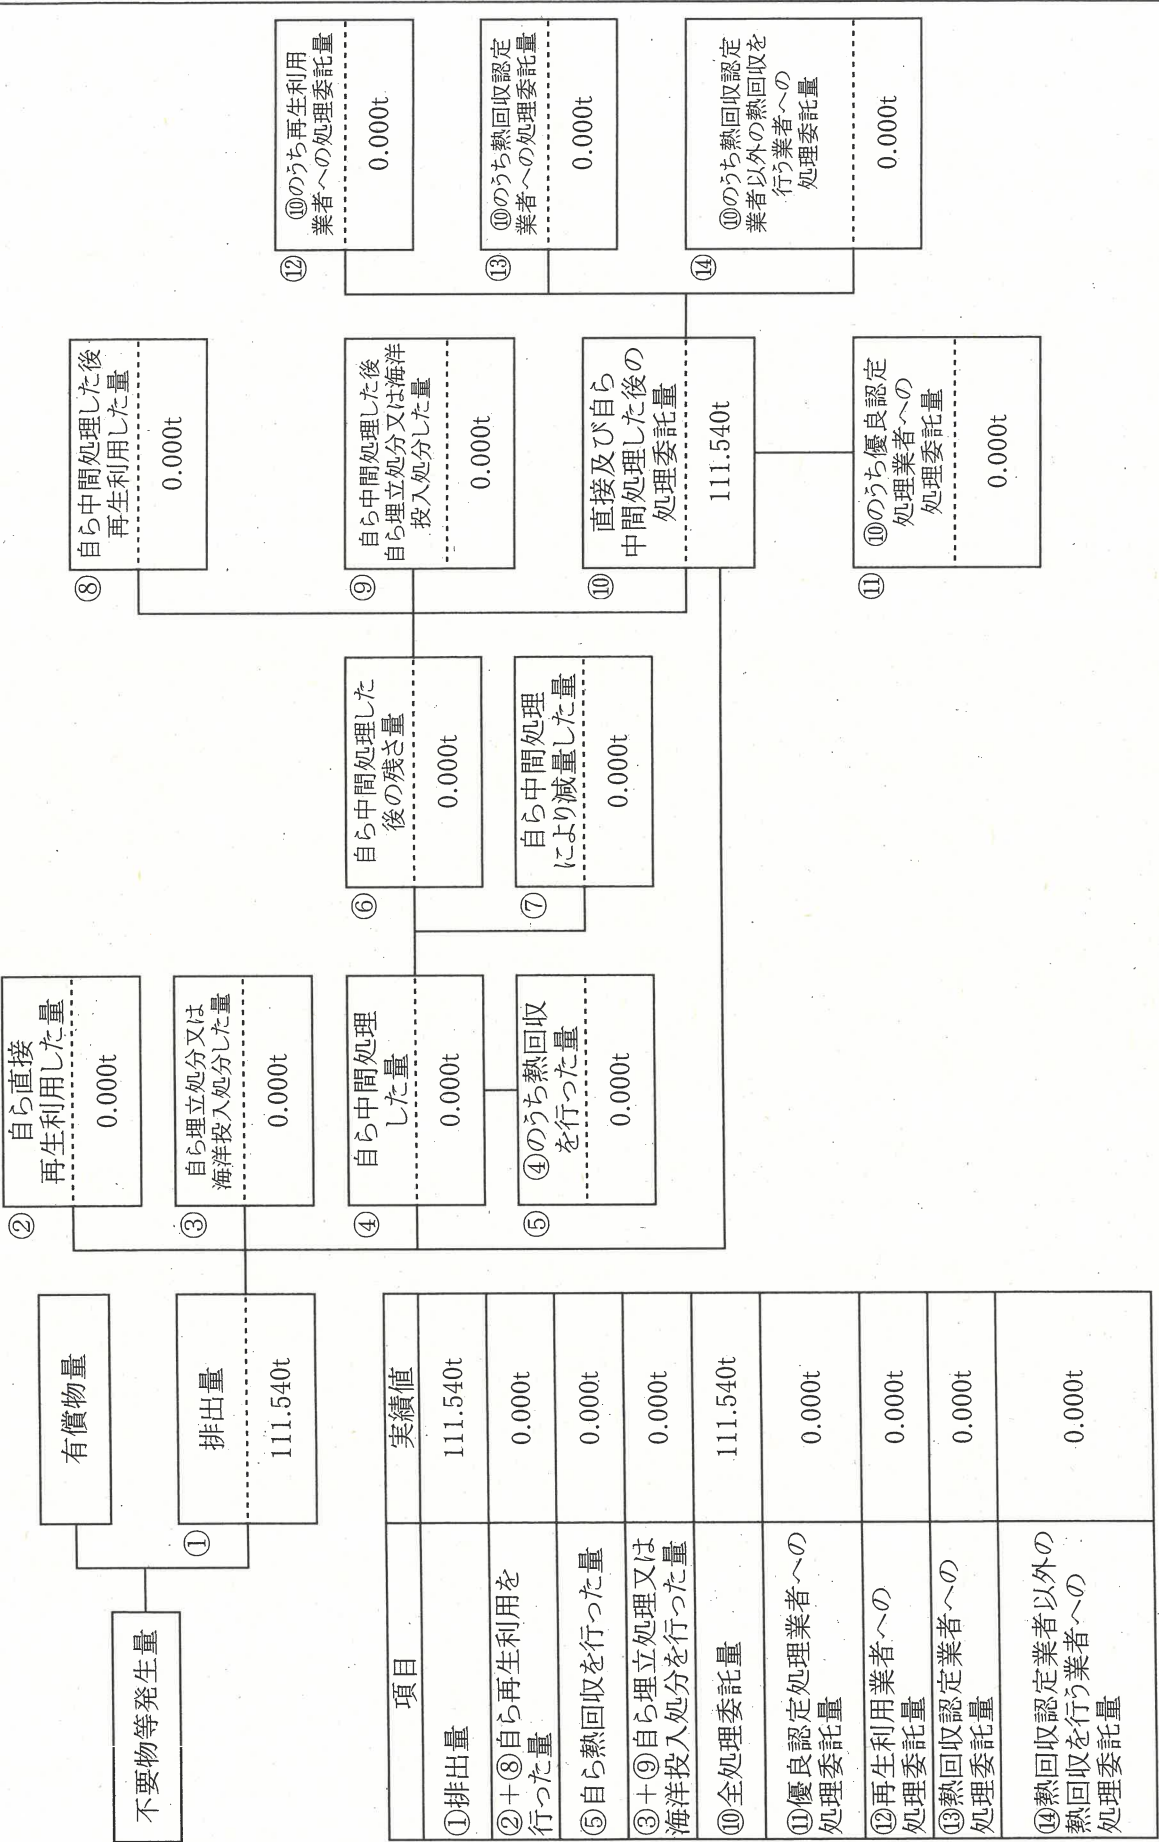 不要物等発生量
有償物量
①
排出量
111.540t
②
自ら直接
再生利用した量
0.000t
③
自ら埋立処分又は
海洋投入処分した量
0.000t
④
自ら中間処理
した量
0.000t
⑤
④のうち熱回収
を行った量
0.000t
⑥
自ら中間処理した
後の残さ量
0.000t
⑦
自ら中間処理
により減量した量
0.000t
⑧
自ら中間処理した後
再生利用した量
0.000t
⑨
自ら中間処理した後
自ら埋立処分又は海洋
投入処分した量
0.000t
⑩
直接及び自ら
中間処理した後の
処理委託量
111.540t
⑪
⑩のうち優良認定
処理業者への
処理委託量
0.000t
⑫
⑩のうち再生利用
業者への処理委託量
0.000t
⑬
⑩のうち熱回収認定
業者への処理委託量
0.000t
⑭
⑩のうち熱回収認定
業者以外の熱回収を
行う業者への
処理委託量
0.000t
項目 実績値
①排出量 111.540t
②+⑧自ら再生利用を
行った量 0.000t
⑤自ら熱回収を行った量 0.000t
③+⑨自ら埋立処理又は
海洋投入処分を行った量 0.000t
⑩全処理委託量 111.540t
⑪優良認定処理業者への
処理委託量 0.000t
⑫再生利用業者への
処理委託量 0.000t
⑬熱回収認定業者への
処理委託量 0.000t
⑭熱回収認定業者以外の
熱回収を行う業者への
処理委託量 0.000t